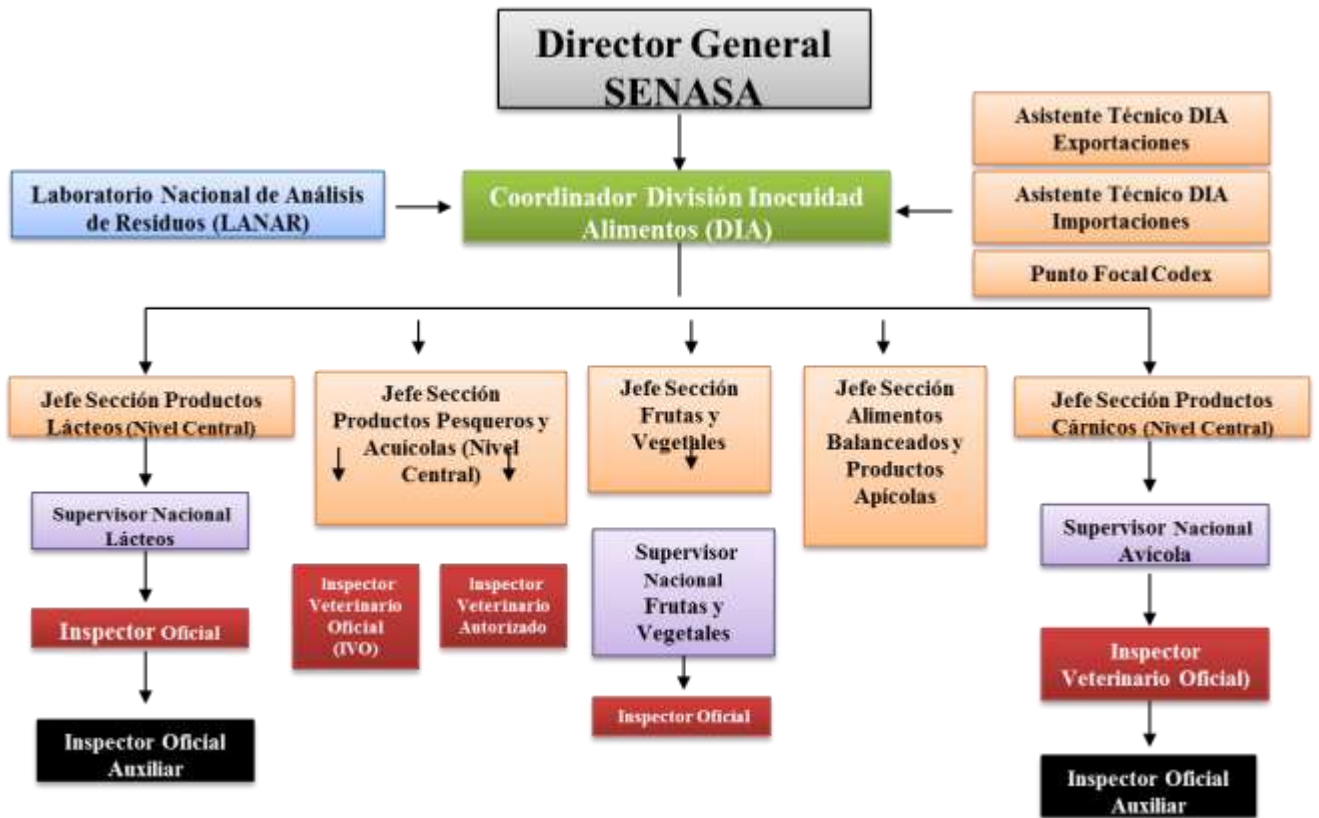 Director General
SENASA
Asistente Técnico DIA
Exportaciones
Laboratorio Nacional de Análisis
de Residuos (LANAR)
Coordinador División Inocuidad
Alimentos (DIA)
Asistente Técnico DIA
Importaciones
Punto Focal Codex
Jefe Sección Productos
Lácteos (Nivel Central)
Jefe Sección
Productos Pesqueros y
Acuícolas (Nivel
Central)
Jefe Sección
Frutas y
Vegetales
Jefe Sección
Alimentos
Balanceados y
Productos
Apícolas
Jefe Sección Productos
Cárnicos (Nivel Central)
Supervisor Nacional
Lácteos
Inspector
Veterinario
Oficial
(IVO)
Inspector
Veterinario
Autorizado
Supervisor
Nacional
Frutas y
Vegetales
Supervisor Nacional
Avícola
Inspector Oficial
Inspector Oficial
Inspector
Veterinario Oficial)
Inspector Oficial
Auxiliar
Inspector Oficial
Auxiliar